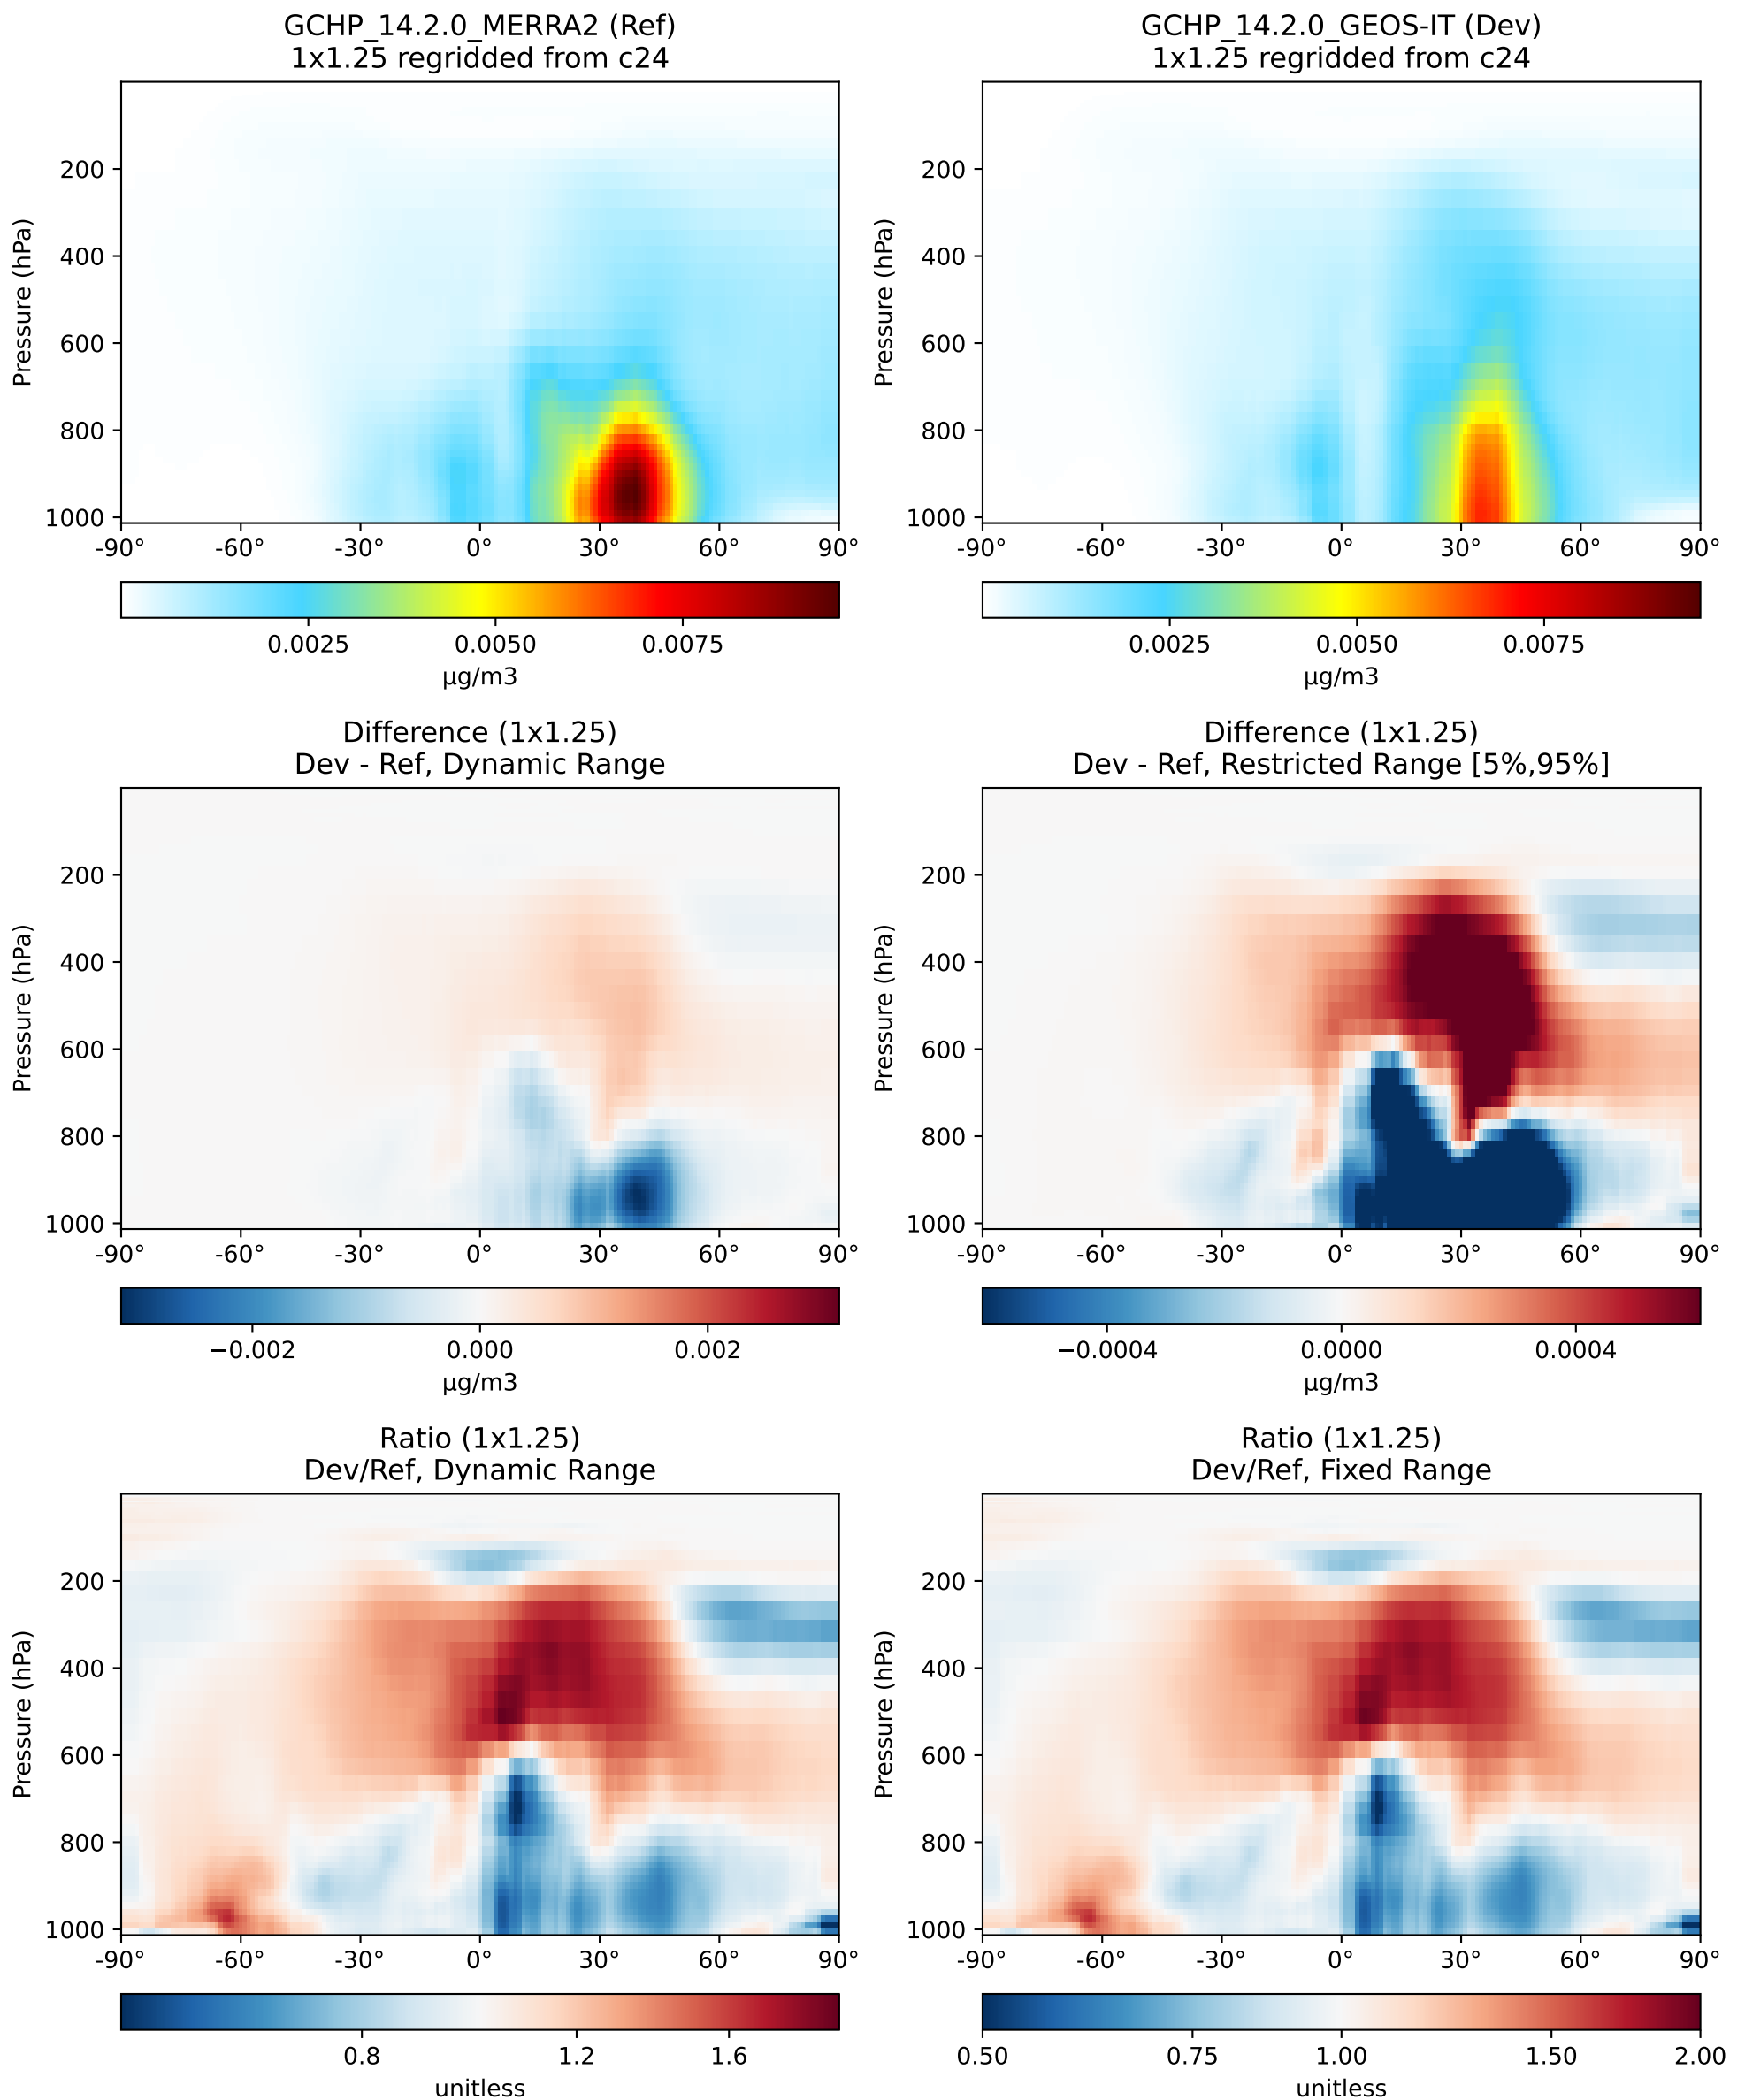 GCHP_14.2.0_MERRA2 (Ref)
1x1.25 regridded from c24
Pressure (hPa)
200
400
600
800
1000
-90° -60° -30° 0° 30° 60° 90°
0.0025 0.0050 0.0075
µg/m3
GCHP_14.2.0_GEOS-IT (Dev)
1x1.25 regridded from c24
Pressure (hPa)
200
400
600
800
1000
-90° -60° -30° 0° 30° 60° 90°
0.0025 0.0050 0.0075
µg/m3
Difference (1x1.25)
Dev - Ref, Dynamic Range
Pressure (hPa)
200
400
600
800
1000
-90° -60° -30° 0° 30° 60° 90°
−0.002 0.000 0.002
µg/m3
Difference (1x1.25)
Dev - Ref, Restricted Range [5%,95%]
Pressure (hPa)
200
400
600
800
1000
-90° -60° -30° 0° 30° 60° 90°
−0.0004 0.0000 0.0004
µg/m3
Ratio (1x1.25)
Dev/Ref, Dynamic Range
Pressure (hPa)
200
400
600
800
1000
-90° -60° -30° 0° 30° 60° 90°
0.8 1.2 1.6
unitless
Ratio (1x1.25)
Dev/Ref, Fixed Range
Pressure (hPa)
200
400
600
800
1000
-90° -60° -30° 0° 30° 60° 90°
0.50 0.75 1.00 1.50 2.00
unitless